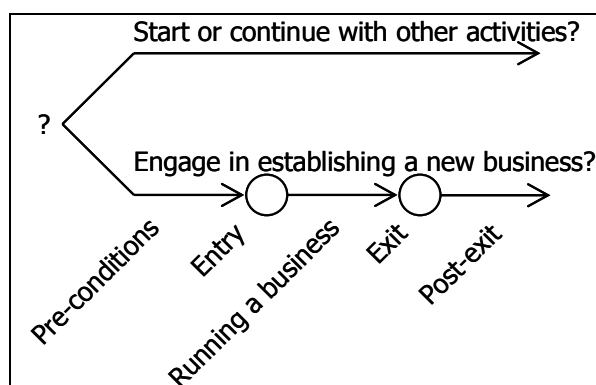 Start or continue with other activities?
?
Engage in establishing a new business?
Pre-conditions
Entry
Running a business
Exit
Post-exit